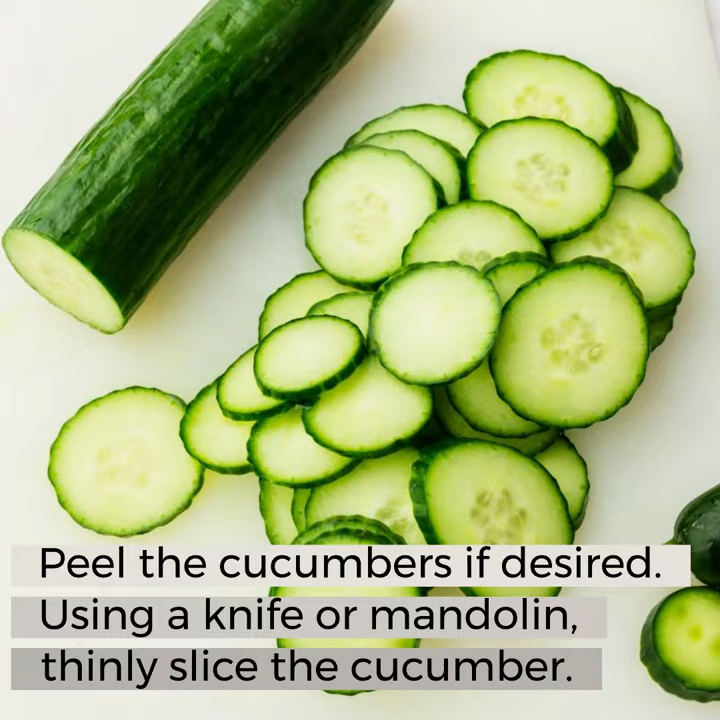 Peel the cucumbers if desired.
Using a knife or mandolin,
thinly slice the cucumber.